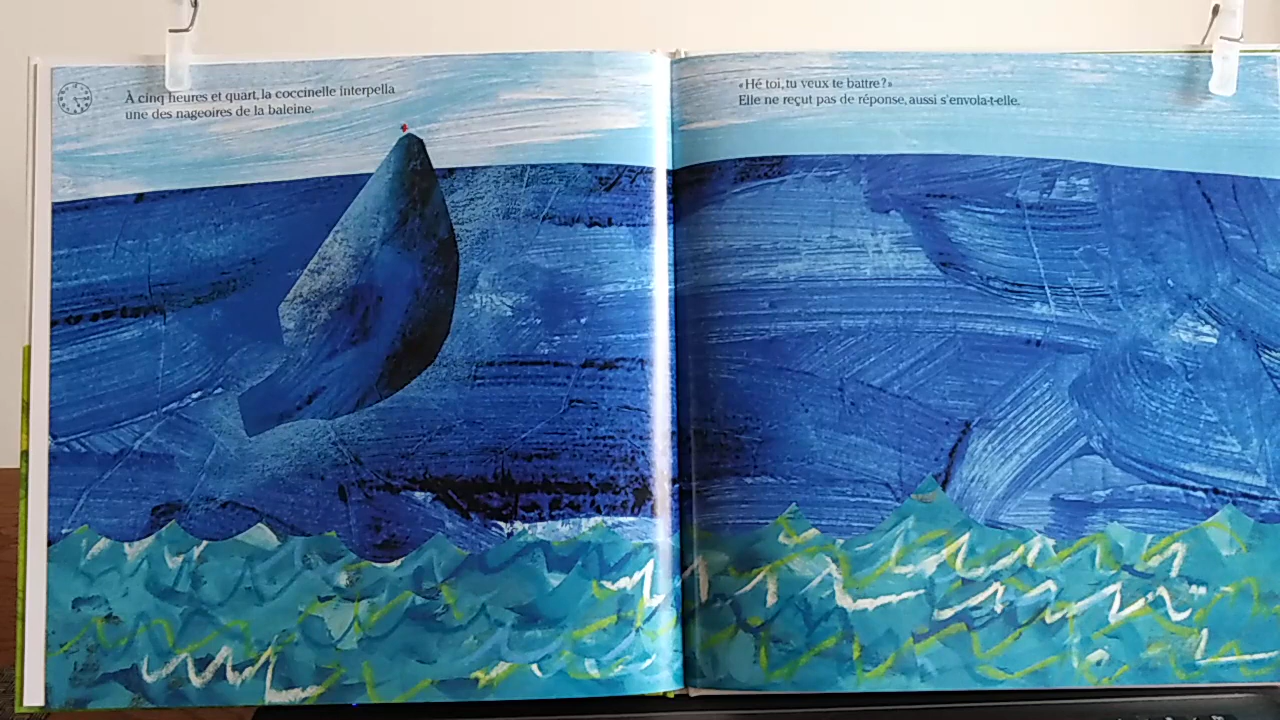 À cinq heures et quart, la coccinelle interpella
une des nageoires de la baleine.
«Hé toi, tu veux te battre?»
Elle ne reçut pas de réponse, aussi s'envola-t-elle.